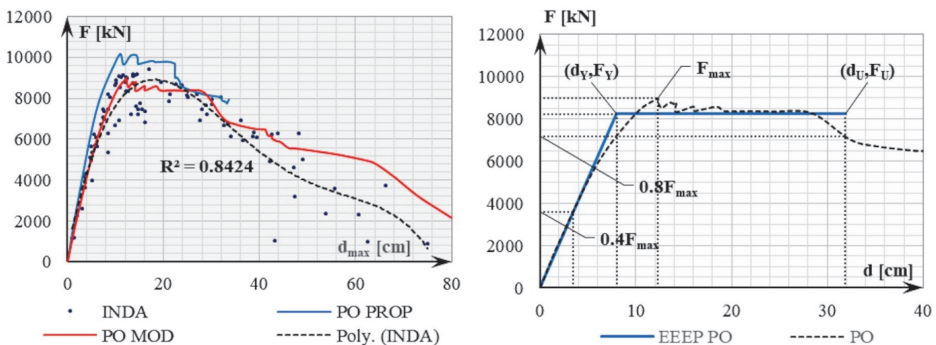 F [kN]
12000
10000
8000
6000
4000
2000
0
R² = 0.8424
d_max [cm]
0 20 40 60 80
INDA
PO PROP
PO MOD
Poly. (INDA)
F [kN]
12000
10000
8000
6000
4000
2000
0
(d_Y,F_Y)
F_max
(d_U,F_U)
0.8F_max
0.4F_max
d [cm]
0 10 20 30 40
EEEP PO
PO